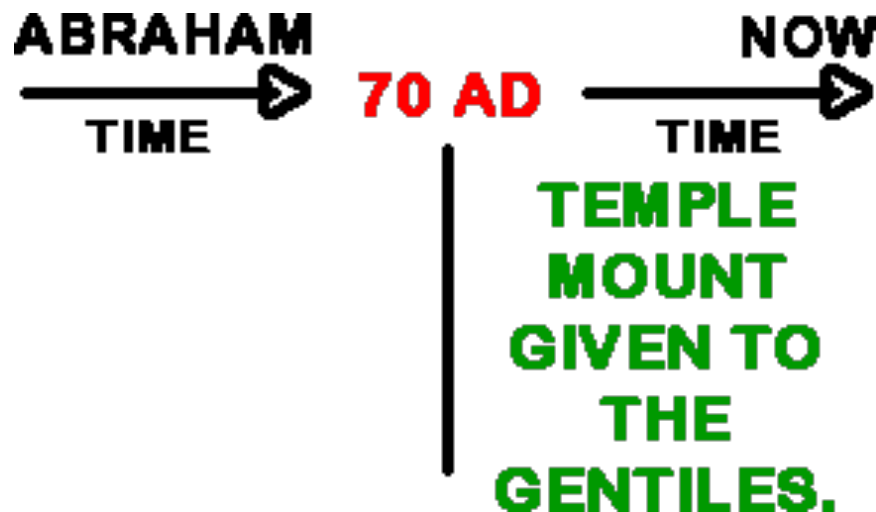 ABRAHAM
NOW
70 AD
TIME
TIME
TEMPLE
MOUNT
GIVEN TO
THE
GENTILES.